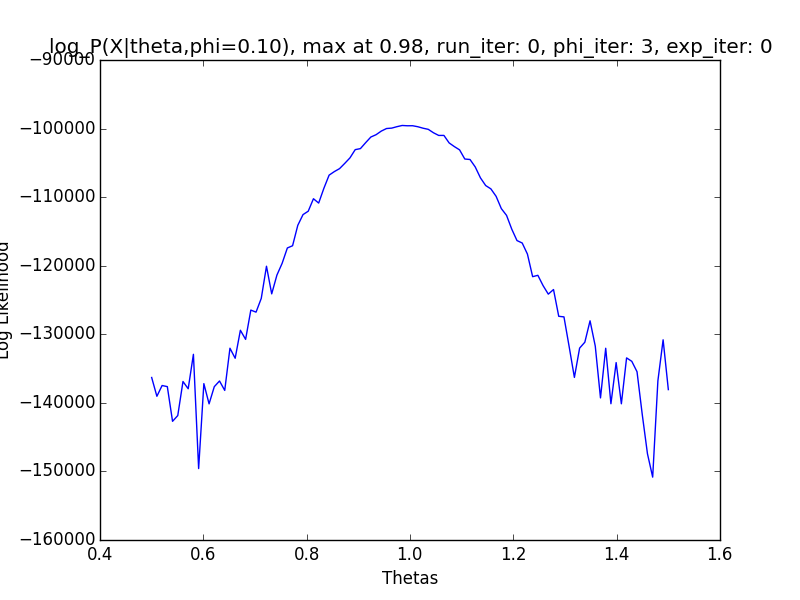 log_P(X|theta,phi=0.10), max at 0.98, run_iter: 0, phi_iter: 3, exp_iter: 0
−90000
−100000
−110000
−120000
−130000
−140000
−150000
−160000
Log Likelihood
0.4 0.6 0.8 1.0 1.2 1.4 1.6
Thetas